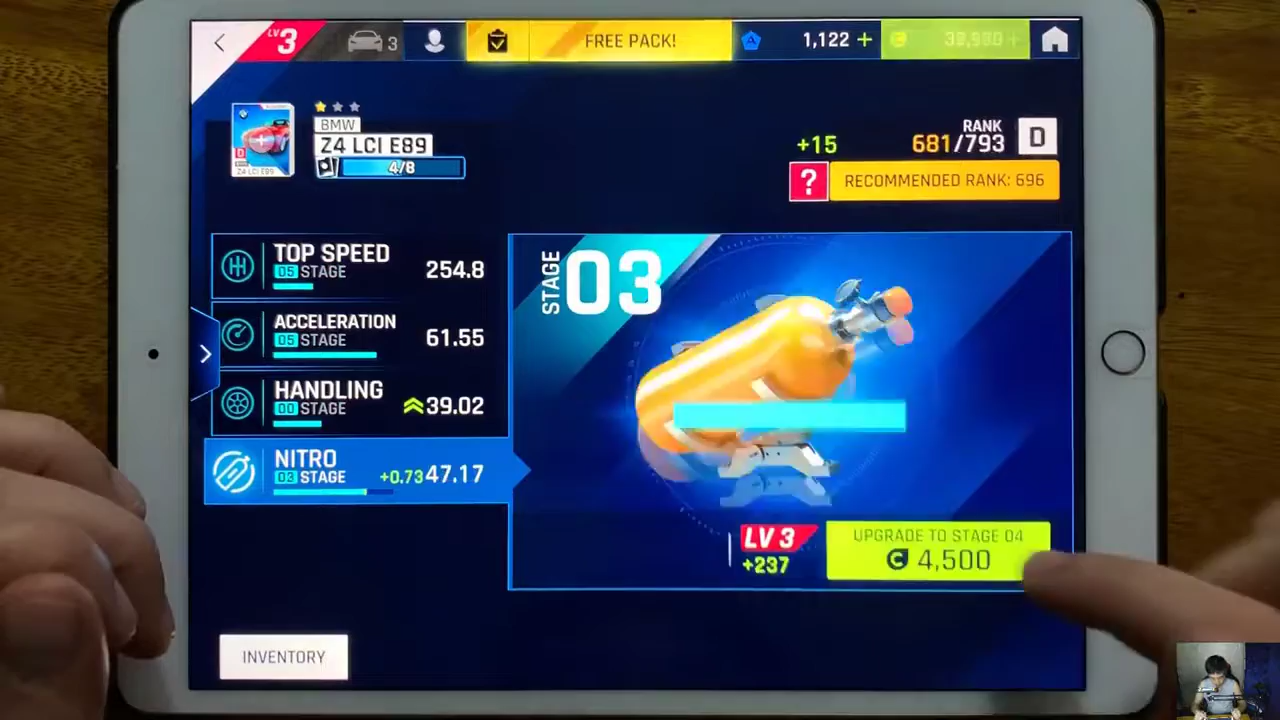 LV 3
3
FREE PACK!
1,122 +
BMW
Z4 LCI E89
4/8
+15
RANK
681/793
D
?
RECOMMENDED RANK: 696
TOP SPEED
05 STAGE
254.8
ACCELERATION
05 STAGE
61.55
HANDLING
00 STAGE
39.02
NITRO
03 STAGE
+0.73 47.17
STAGE 03
LV 3
+237
UPGRADE TO STAGE 04
4,500
INVENTORY